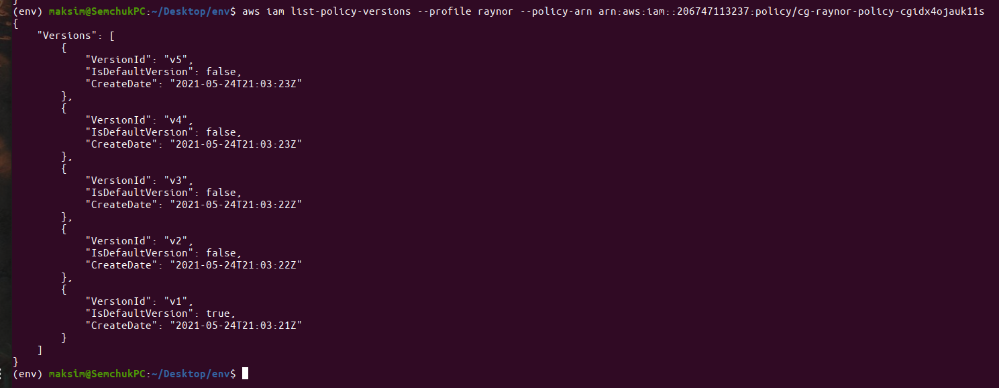 }
(env) maksim@SemchukPC:~/Desktop/env$ aws iam list-policy-versions --profile raynor --policy-arn arn:aws:iam::206747113237:policy/cg-raynor-policy-cgidx4ojauk11s
{
    "Versions": [
        {
            "VersionId": "v5",
            "IsDefaultVersion": false,
            "CreateDate": "2021-05-24T21:03:23Z"
        },
        {
            "VersionId": "v4",
            "IsDefaultVersion": false,
            "CreateDate": "2021-05-24T21:03:23Z"
        },
        {
            "VersionId": "v3",
            "IsDefaultVersion": false,
            "CreateDate": "2021-05-24T21:03:22Z"
        },
        {
            "VersionId": "v2",
            "IsDefaultVersion": false,
            "CreateDate": "2021-05-24T21:03:22Z"
        },
        {
            "VersionId": "v1",
            "IsDefaultVersion": true,
            "CreateDate": "2021-05-24T21:03:21Z"
        }
    ]
}
(env) maksim@SemchukPC:~/Desktop/env$